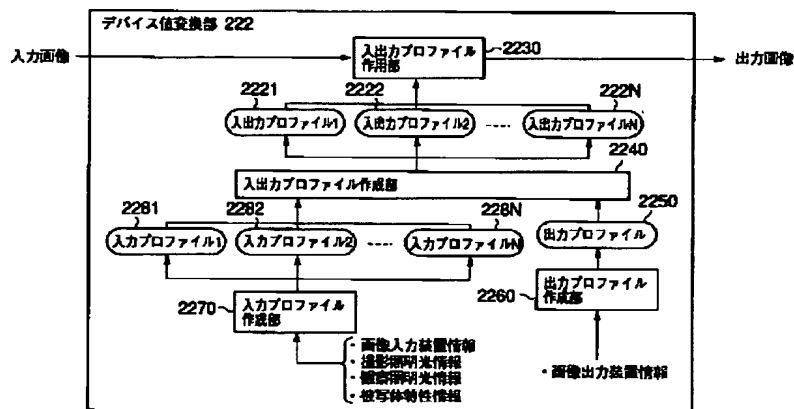 デバイス値変換部 222
入力画像
入出力プロファイル
作用部
2230
出力画像
2221
2222
222N
入出力プロファイル1
入出力プロファイル2
入出力プロファイルN
2240
入出力プロファイル作成部
2281
2282
228N
2250
入力プロファイル1
入力プロファイル2
入力プロファイルN
出力プロファイル
2270
入力プロファイル
作成部
2260
出力プロファイル
作成部
・画像入力装置情報
・撮影照明光情報
・観察照明光情報
・被写体特性情報
・画像出力装置情報